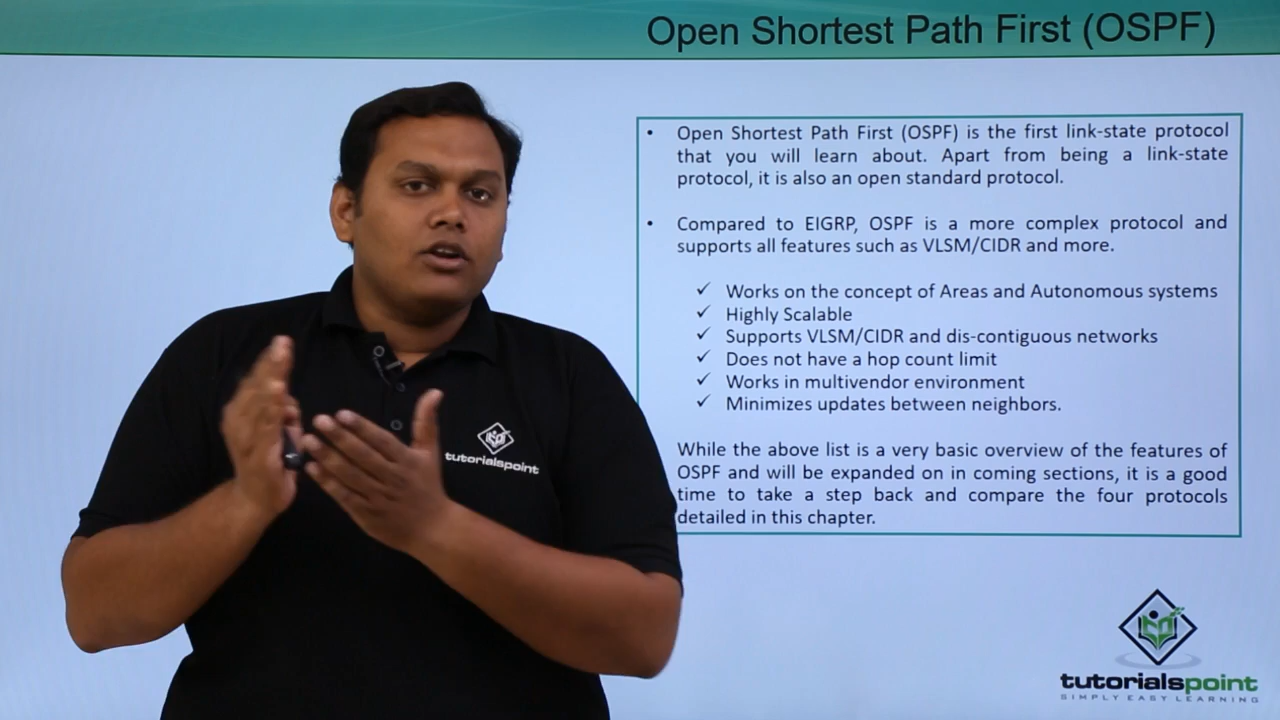 Open Shortest Path First (OSPF)
• Open Shortest Path First (OSPF) is the first link-state protocol
that you will learn about. Apart from being a link-state
protocol, it is also an open standard protocol.
• Compared to EIGRP, OSPF is a more complex protocol and
supports all features such as VLSM/CIDR and more.
✓ Works on the concept of Areas and Autonomous systems
✓ Highly Scalable
✓ Supports VLSM/CIDR and dis-contiguous networks
✓ Does not have a hop count limit
✓ Works in multivendor environment
✓ Minimizes updates between neighbors.
While the above list is a very basic overview of the features of
OSPF and will be expanded on in coming sections, it is a good
time to take a step back and compare the four protocols
detailed in this chapter.
tutorialspoint
tutorialspoint
SIMPLY EASY LEARNING